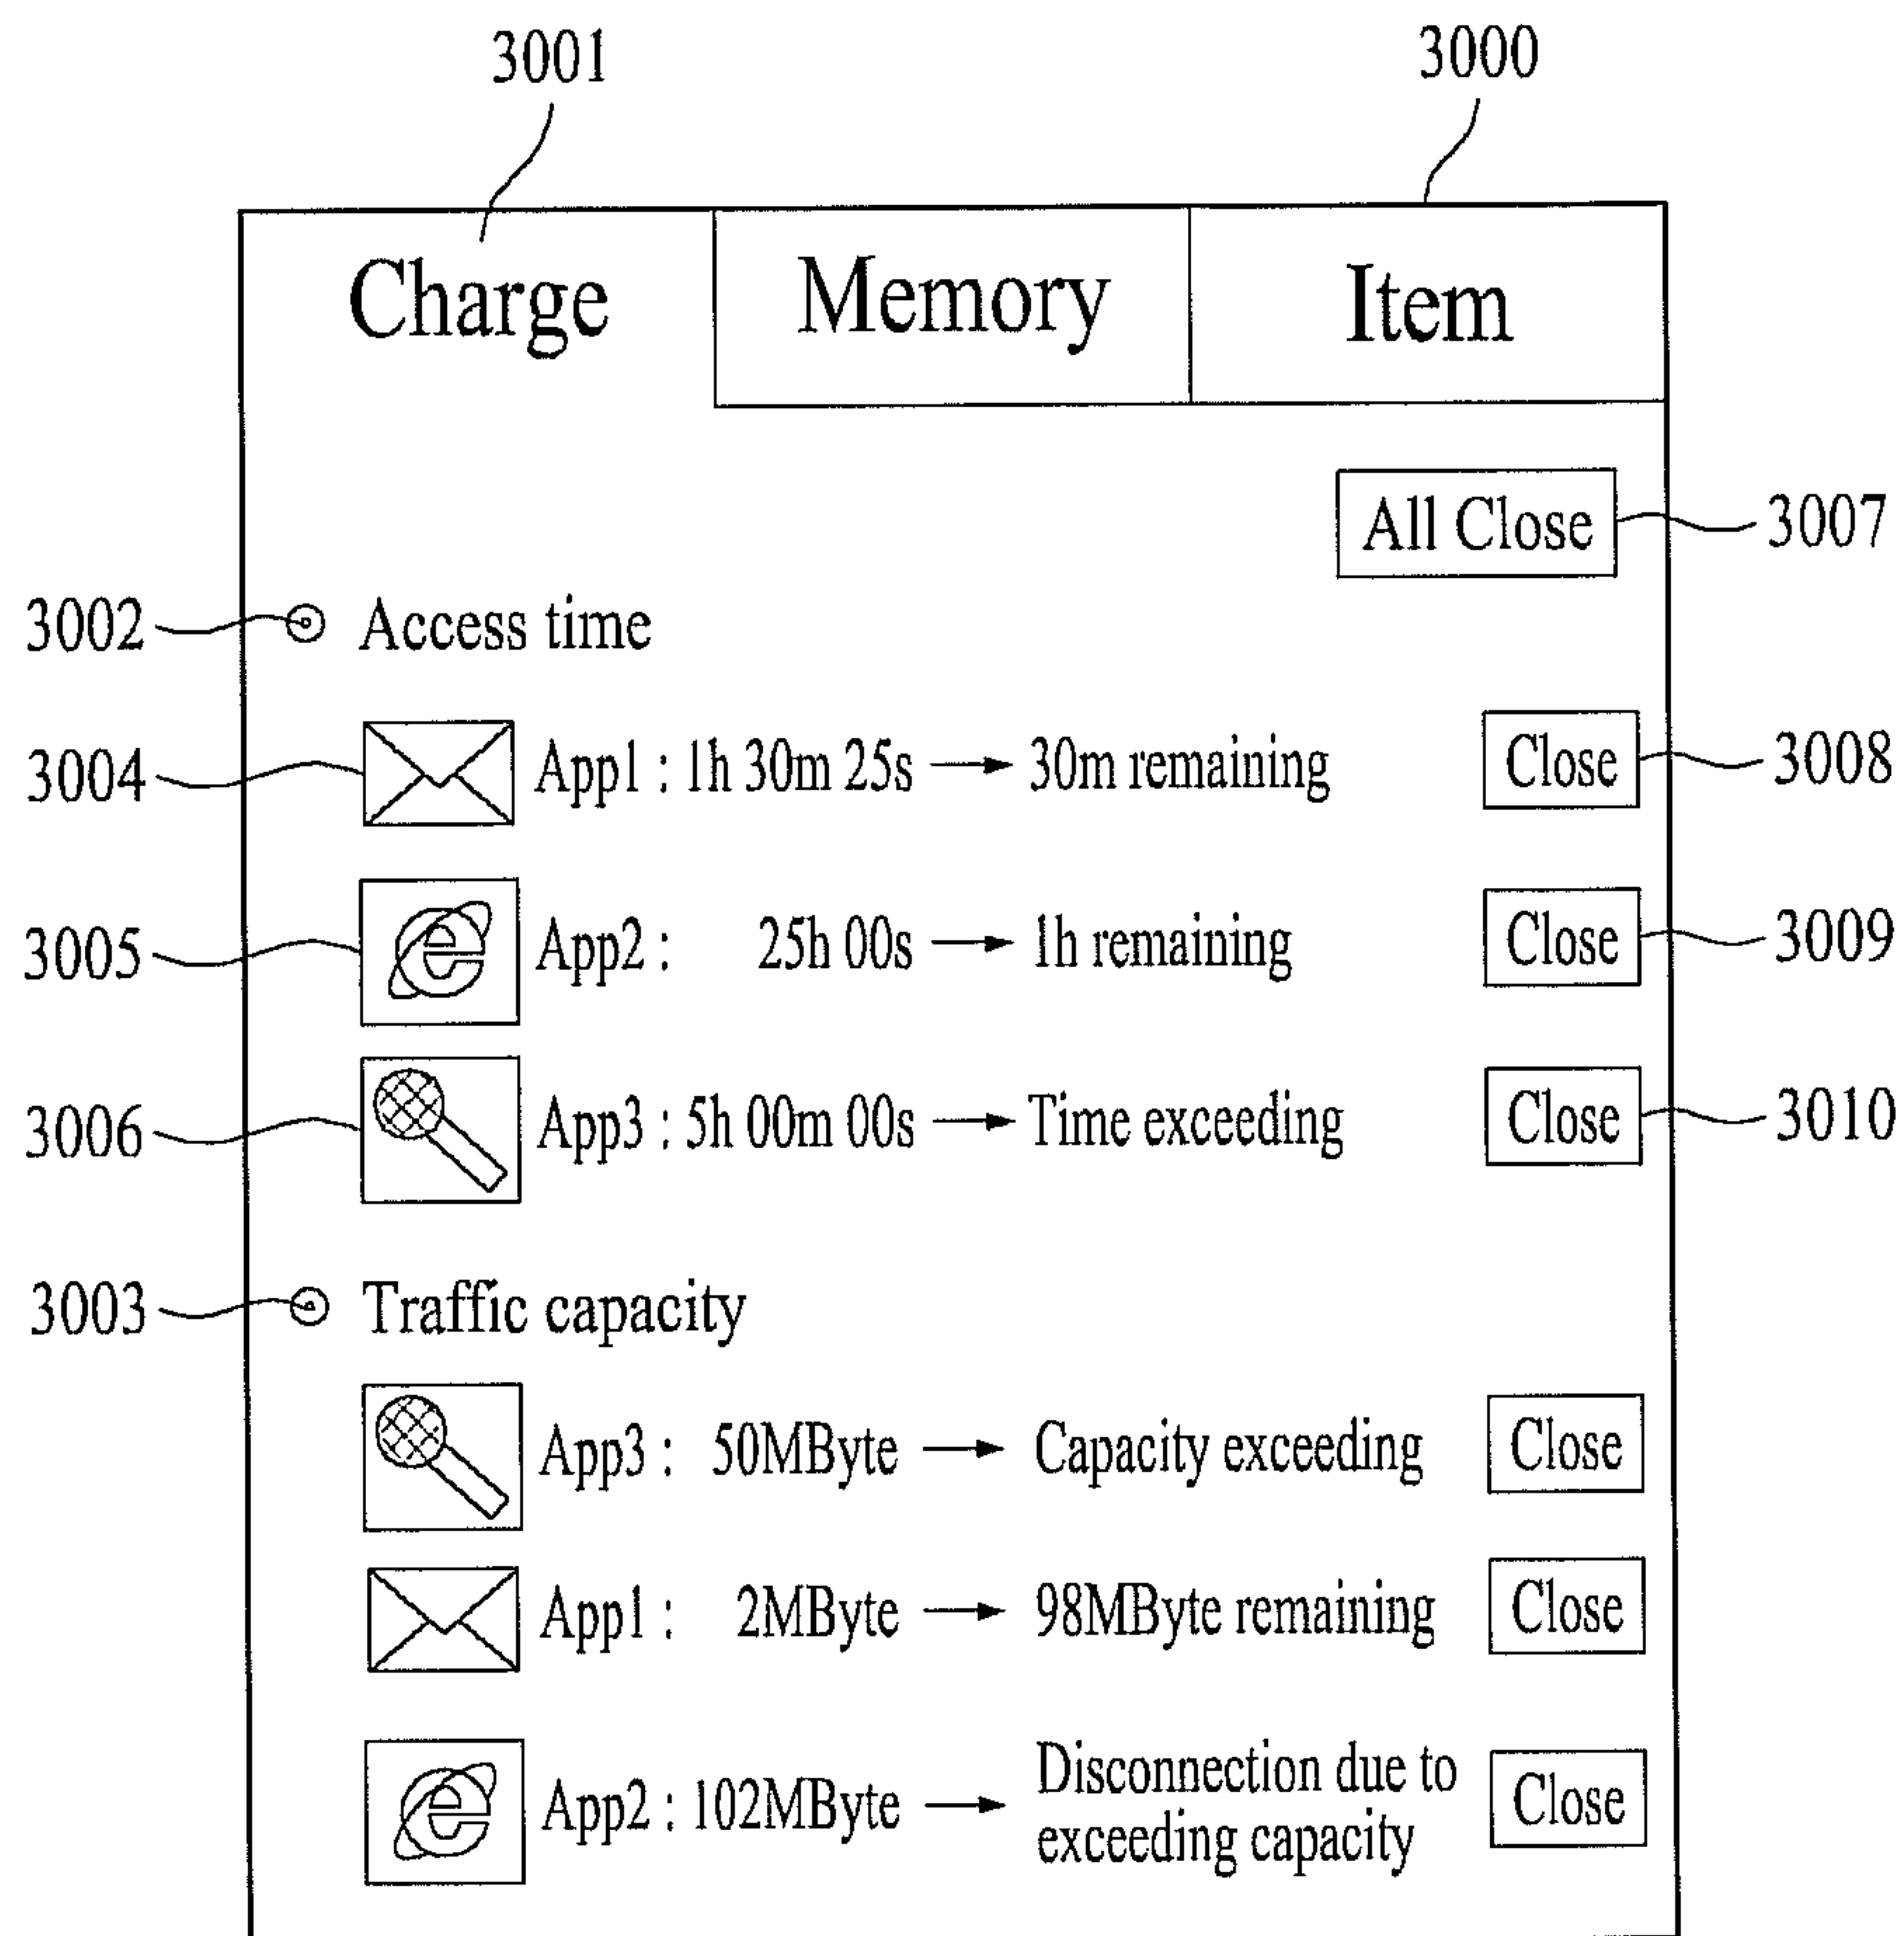 3001 3000
Charge Memory Item
All Close 3007
3002 Access time
3004 App1 : 1h 30m 25s → 30m remaining Close 3008
3005 App2 : 25h 00s → 1h remaining Close 3009
3006 App3 : 5h 00m 00s → Time exceeding Close 3010
3003 Traffic capacity
App3 : 50MByte → Capacity exceeding Close
App1 : 2MByte → 98MByte remaining Close
App2 : 102MByte → Disconnection due to exceeding capacity Close